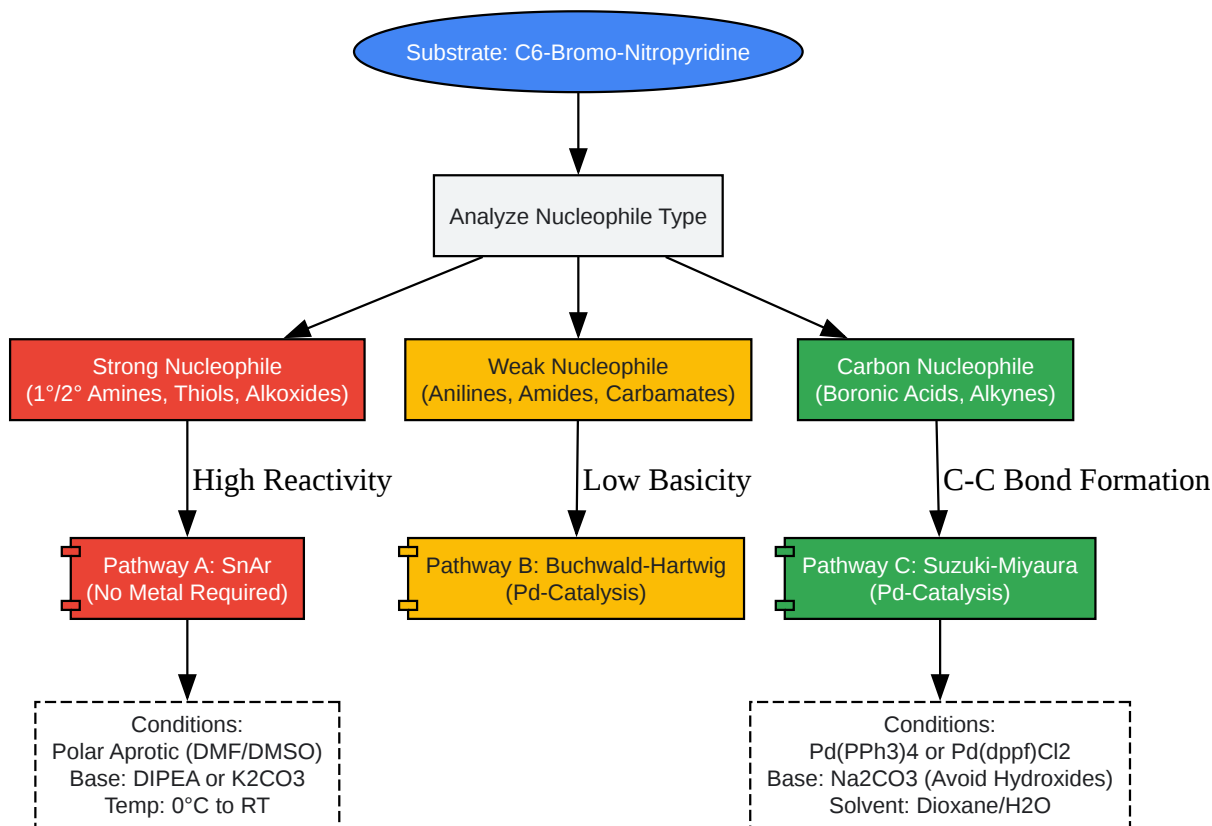 Substrate: C6-Bromo-Nitropyridine
Analyze Nucleophile Type
Strong Nucleophile
(1°/2° Amines, Thiols, Alkoxides)
Weak Nucleophile
(Anilines, Amides, Carbamates)
Carbon Nucleophile
(Boronic Acids, Alkynes)
High Reactivity
Low Basicity
C-C Bond Formation
Pathway A: SnAr
(No Metal Required)
Pathway B: Buchwald-Hartwig
(Pd-Catalysis)
Pathway C: Suzuki-Miyaura
(Pd-Catalysis)
Conditions:
Polar Aprotic (DMF/DMSO)
Base: DIPEA or K2CO3
Temp: 0°C to RT
Conditions:
Pd(PPh3)4 or Pd(dppf)Cl2
Base: Na2CO3 (Avoid Hydroxides)
Solvent: Dioxane/H2O